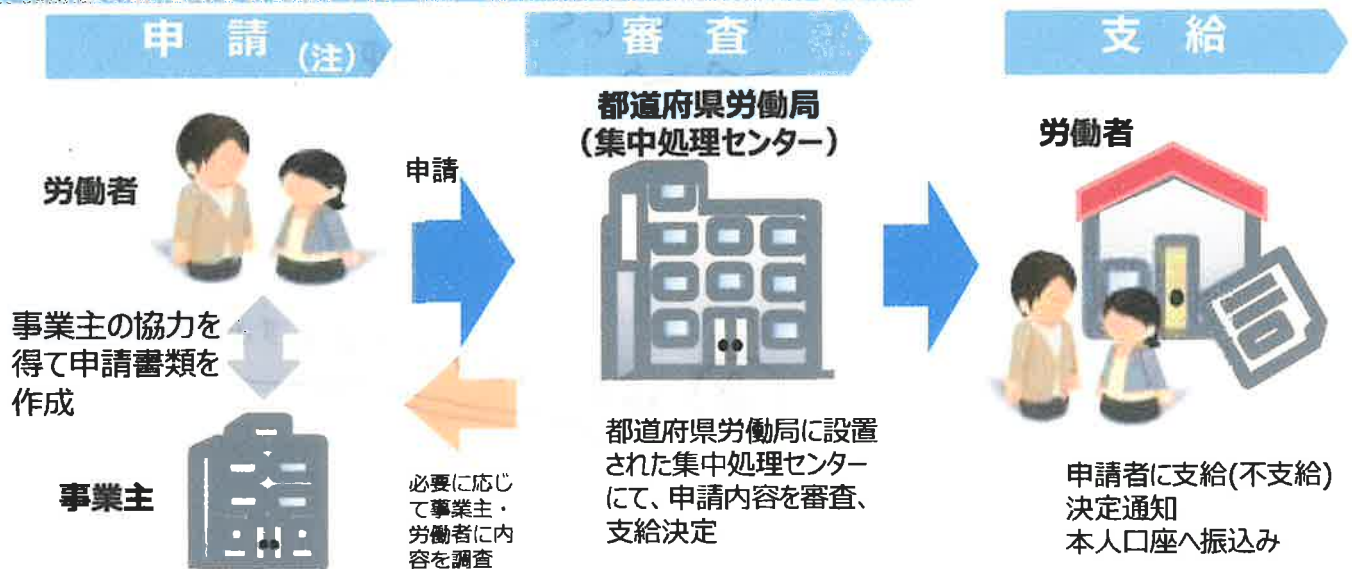 申 請 (注)
労働者
事業主の協力を
得て申請書類を
作成
事業主
申請
必要に応じ
て事業主・
労働者に内
容を調査
審 査
都道府県労働局
（集中処理センター）
都道府県労働局に設置
された集中処理センター
にて、申請内容を審査、
支給決定
支 給
労働者
申請者に支給(不支給)
決定通知
本人口座へ振込み